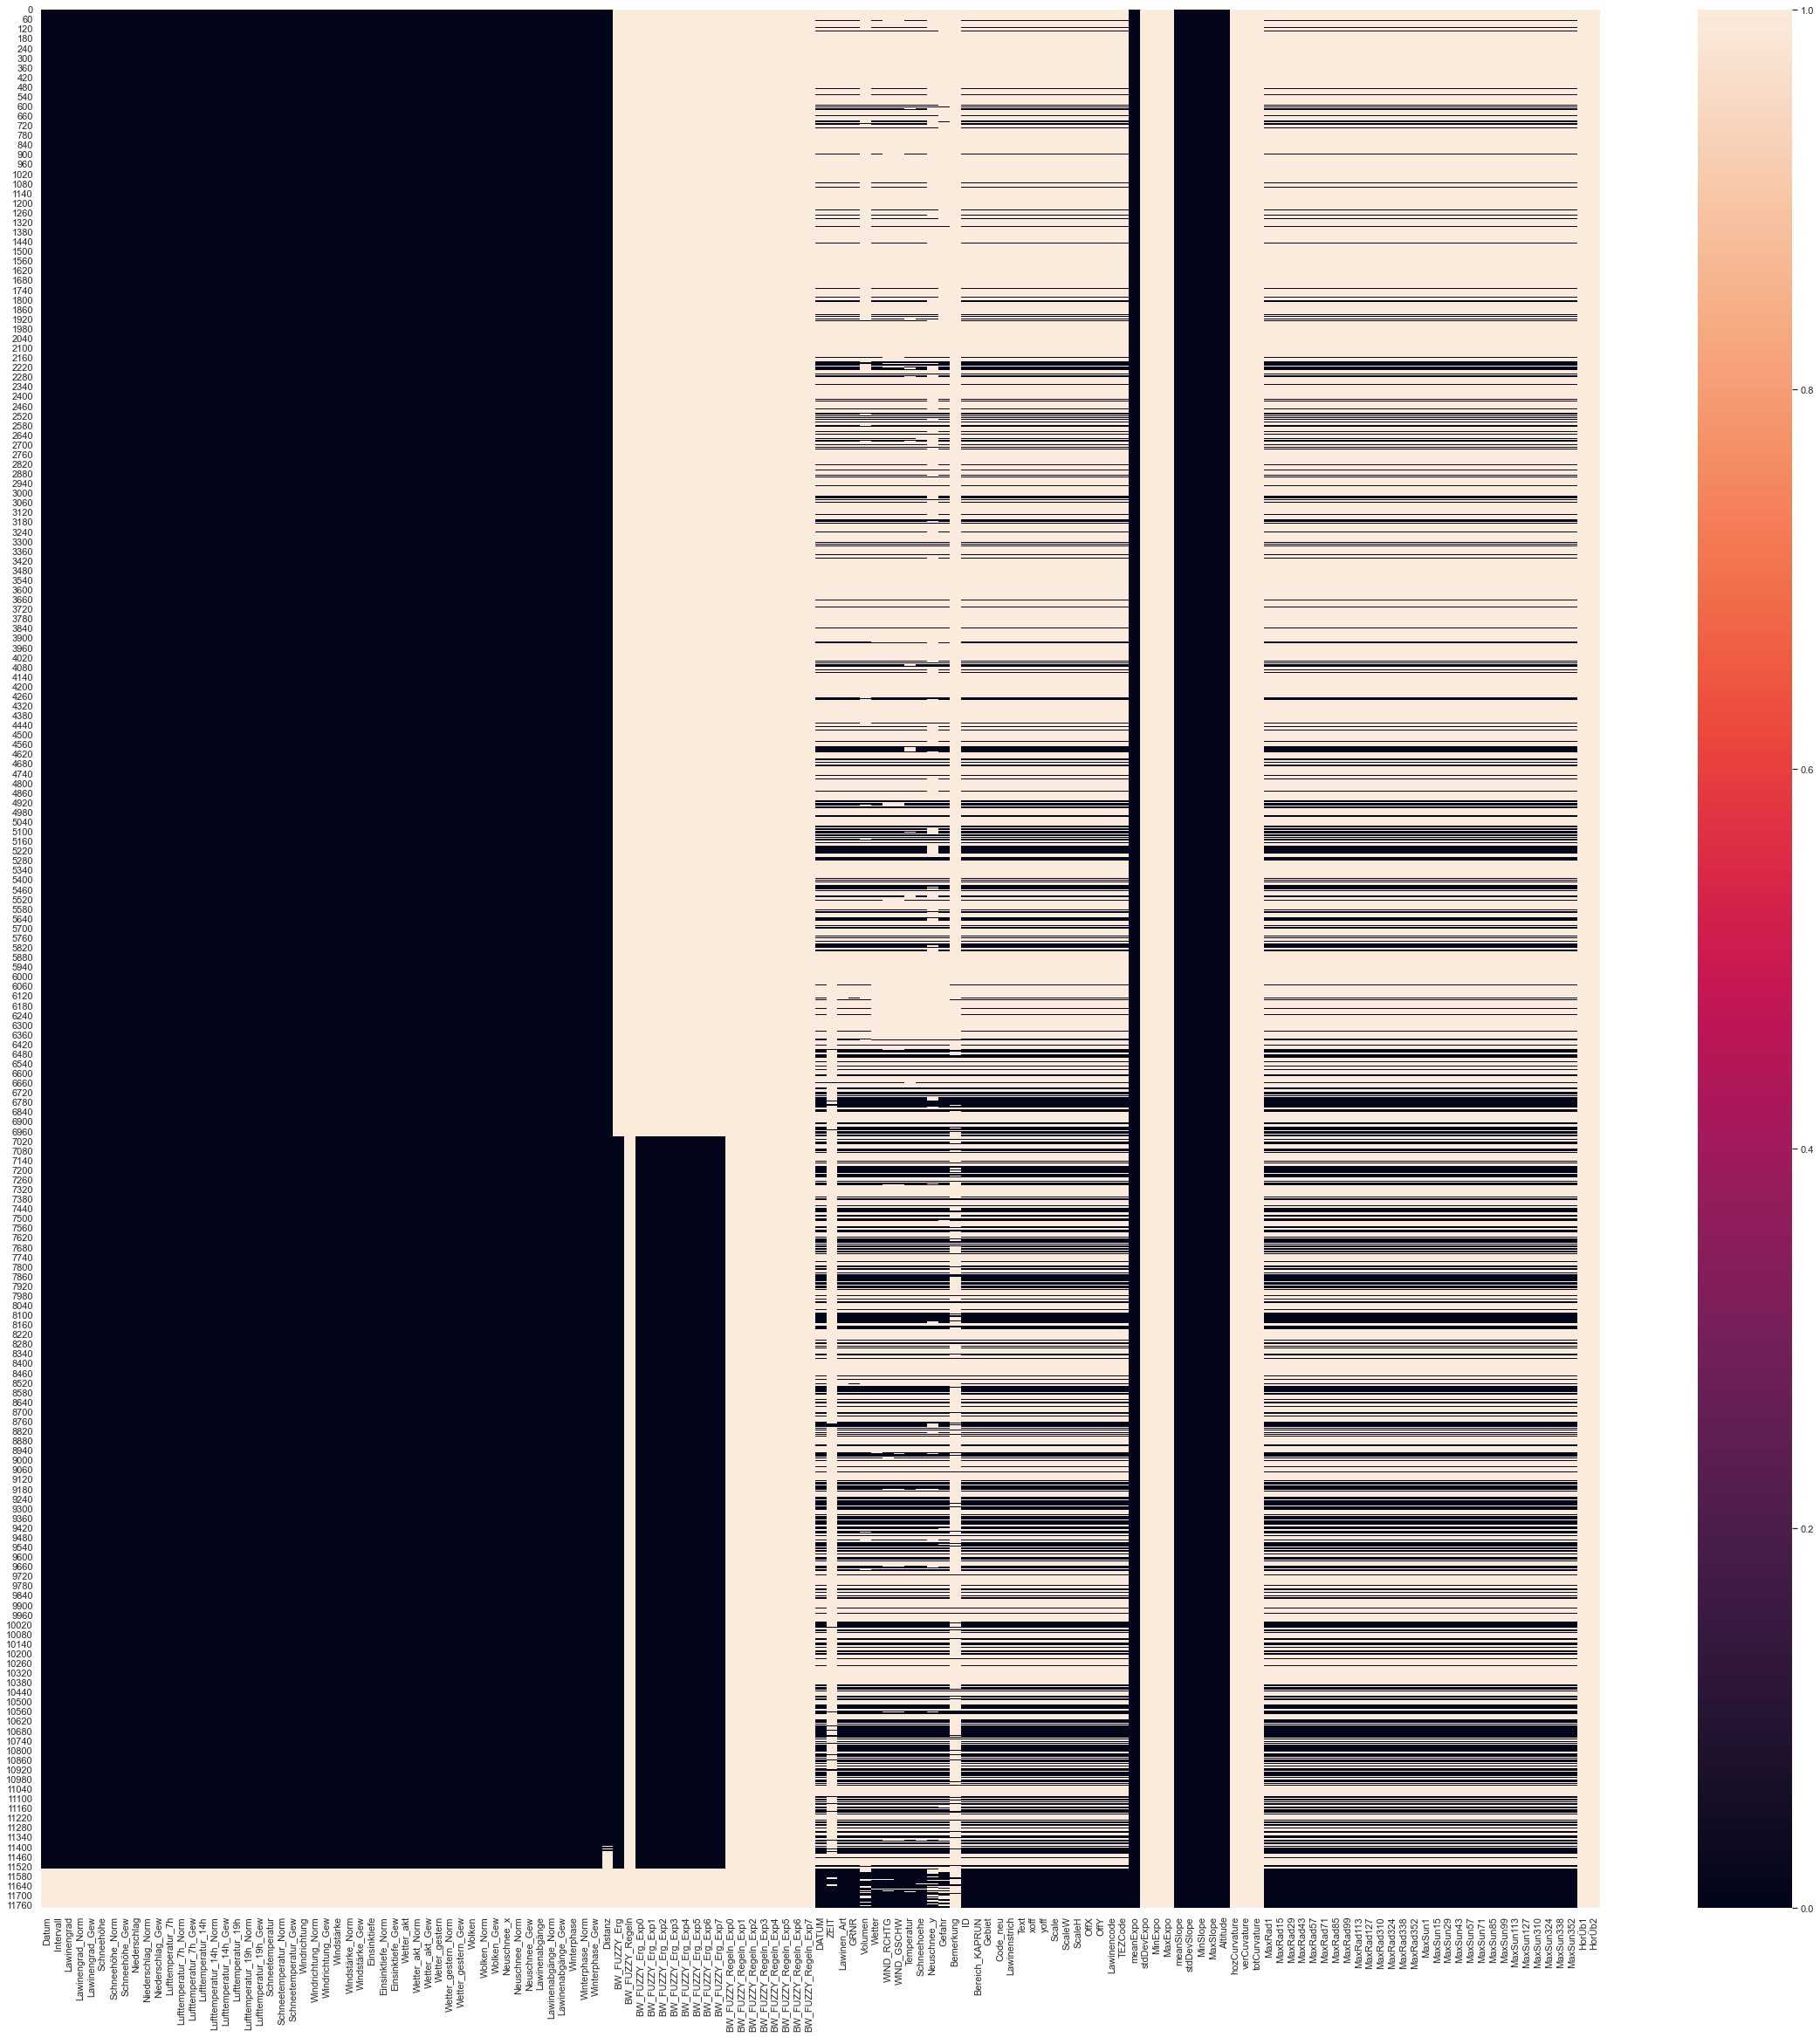 0
60
120
180
240
300
360
420
480
540
600
660
720
780
840
900
960
1020
1080
1140
1200
1260
1320
1380
1440
1500
1560
1620
1680
1740
1800
1860
1920
1980
2040
2100
2160
2220
2280
2340
2400
2460
2520
2580
2640
2700
2760
2820
2880
2940
3000
3060
3120
3180
3240
3300
3360
3420
3480
3540
3600
3660
3720
3780
3840
3900
3960
4020
4080
4140
4200
4260
4320
4380
4440
4500
4560
4620
4680
4740
4800
4860
4920
4980
5040
5100
5160
5220
5280
5340
5400
5460
5520
5580
5640
5700
5760
5820
5880
5940
6000
6060
6120
6180
6240
6300
6360
6420
6480
6540
6600
6660
6720
6780
6840
6900
6960
7020
7080
7140
7200
7260
7320
7380
7440
7500
7560
7620
7680
7740
7800
7860
7920
7980
8040
8100
8160
8220
8280
8340
8400
8460
8520
8580
8640
8700
8760
8820
8880
8940
9000
9060
9120
9180
9240
9300
9360
9420
9480
9540
9600
9660
9720
9780
9840
9900
9960
10020
10080
10140
10200
10260
10320
10380
10440
10500
10560
10620
10680
10740
10800
10860
10920
10980
11040
11100
11160
11220
11280
11340
11400
11460
11520
11580
11640
11700
11760
Datum
Intervall
Lawinengrad
Lawinengrad_Norm
Lawinengrad_Gew
Schneehöhe
Schneehöhe_Norm
Schneehöhe_Gew
Niederschlag
Niederschlag_Norm
Niederschlag_Gew
Lufttemperatur_7h
Lufttemperatur_7h_Norm
Lufttemperatur_7h_Gew
Lufttemperatur_14h
Lufttemperatur_14h_Norm
Lufttemperatur_14h_Gew
Lufttemperatur_19h
Lufttemperatur_19h_Norm
Lufttemperatur_19h_Gew
Schneetemperatur
Schneetemperatur_Norm
Schneetemperatur_Gew
Windrichtung
Windrichtung_Norm
Windrichtung_Gew
Windstärke
Windstärke_Norm
Windstärke_Gew
Einsinktiefe
Einsinktiefe_Norm
Einsinktiefe_Gew
Wetter_akt
Wetter_akt_Norm
Wetter_akt_Gew
Wetter_gestern
Wetter_gestern_Norm
Wetter_gestern_Gew
Wolken
Wolken_Norm
Wolken_Gew
Neuschnee_x
Neuschnee_Norm
Neuschnee_Gew
Lawinenabgänge
Lawinenabgänge_Norm
Lawinenabgänge_Gew
Winterphase
Winterphase_Norm
Winterphase_Gew
Distanz
BW_FUZZY_Erg
BW_FUZZY_Regeln
BW_FUZZY_Erg_Exp0
BW_FUZZY_Erg_Exp1
BW_FUZZY_Erg_Exp2
BW_FUZZY_Erg_Exp3
BW_FUZZY_Erg_Exp4
BW_FUZZY_Erg_Exp5
BW_FUZZY_Erg_Exp6
BW_FUZZY_Erg_Exp7
BW_FUZZY_Regeln_Exp0
BW_FUZZY_Regeln_Exp1
BW_FUZZY_Regeln_Exp2
BW_FUZZY_Regeln_Exp3
BW_FUZZY_Regeln_Exp4
BW_FUZZY_Regeln_Exp5
BW_FUZZY_Regeln_Exp6
BW_FUZZY_Regeln_Exp7
DATUM
ZEIT
Lawinen_Art
GRNR
Volumen
Wetter
WIND_RCHTG
WIND_GSCHW
Temperatur
Schneehoehe
Neuschnee_y
Gefahr
Bemerkung
ID
Bereich_KAPRUN
Gebiet
Code_neu
Lawinenstrich
Text
xoff
yoff
Scale
ScaleW
ScaleH
OffX
OffY
Lawinencode
TEZCode
meanExpo
stdDevExpo
MinExpo
MaxExpo
meanSlope
stdDevSlope
MinSlope
MaxSlope
Altitude
hozCurvature
verCuvature
totCurvature
MaxRad1
MaxRad15
MaxRad29
MaxRad43
MaxRad57
MaxRad71
MaxRad85
MaxRad99
MaxRad113
MaxRad127
MaxRad310
MaxRad324
MaxRad338
MaxRad352
MaxSun1
MaxSun15
MaxSun29
MaxSun43
MaxSun57
MaxSun71
MaxSun85
MaxSun99
MaxSun113
MaxSun127
MaxSun310
MaxSun324
MaxSun338
MaxSun352
HorUb1
HorUb2
1.0
0.8
0.6
0.4
0.2
0.0